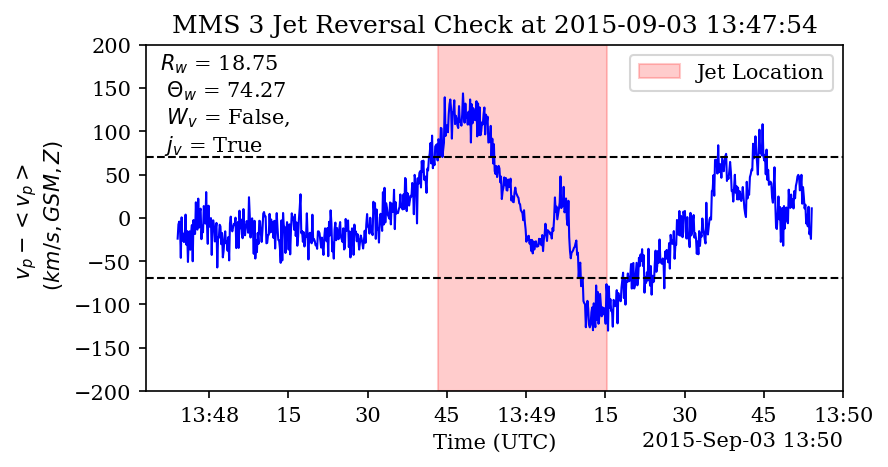 MMS 3 Jet Reversal Check at 2015-09-03 13:47:54
R_w = 18.75
Θ_w = 74.27
W_v = False,
j_v = True
Jet Location
v_p − < v_p >
(km/s, GSM, Z)
200
150
100
50
0
−50
−100
−150
−200
13:48 15 30 45 13:49 15 30 45 13:50
Time (UTC)
2015-Sep-03 13:50